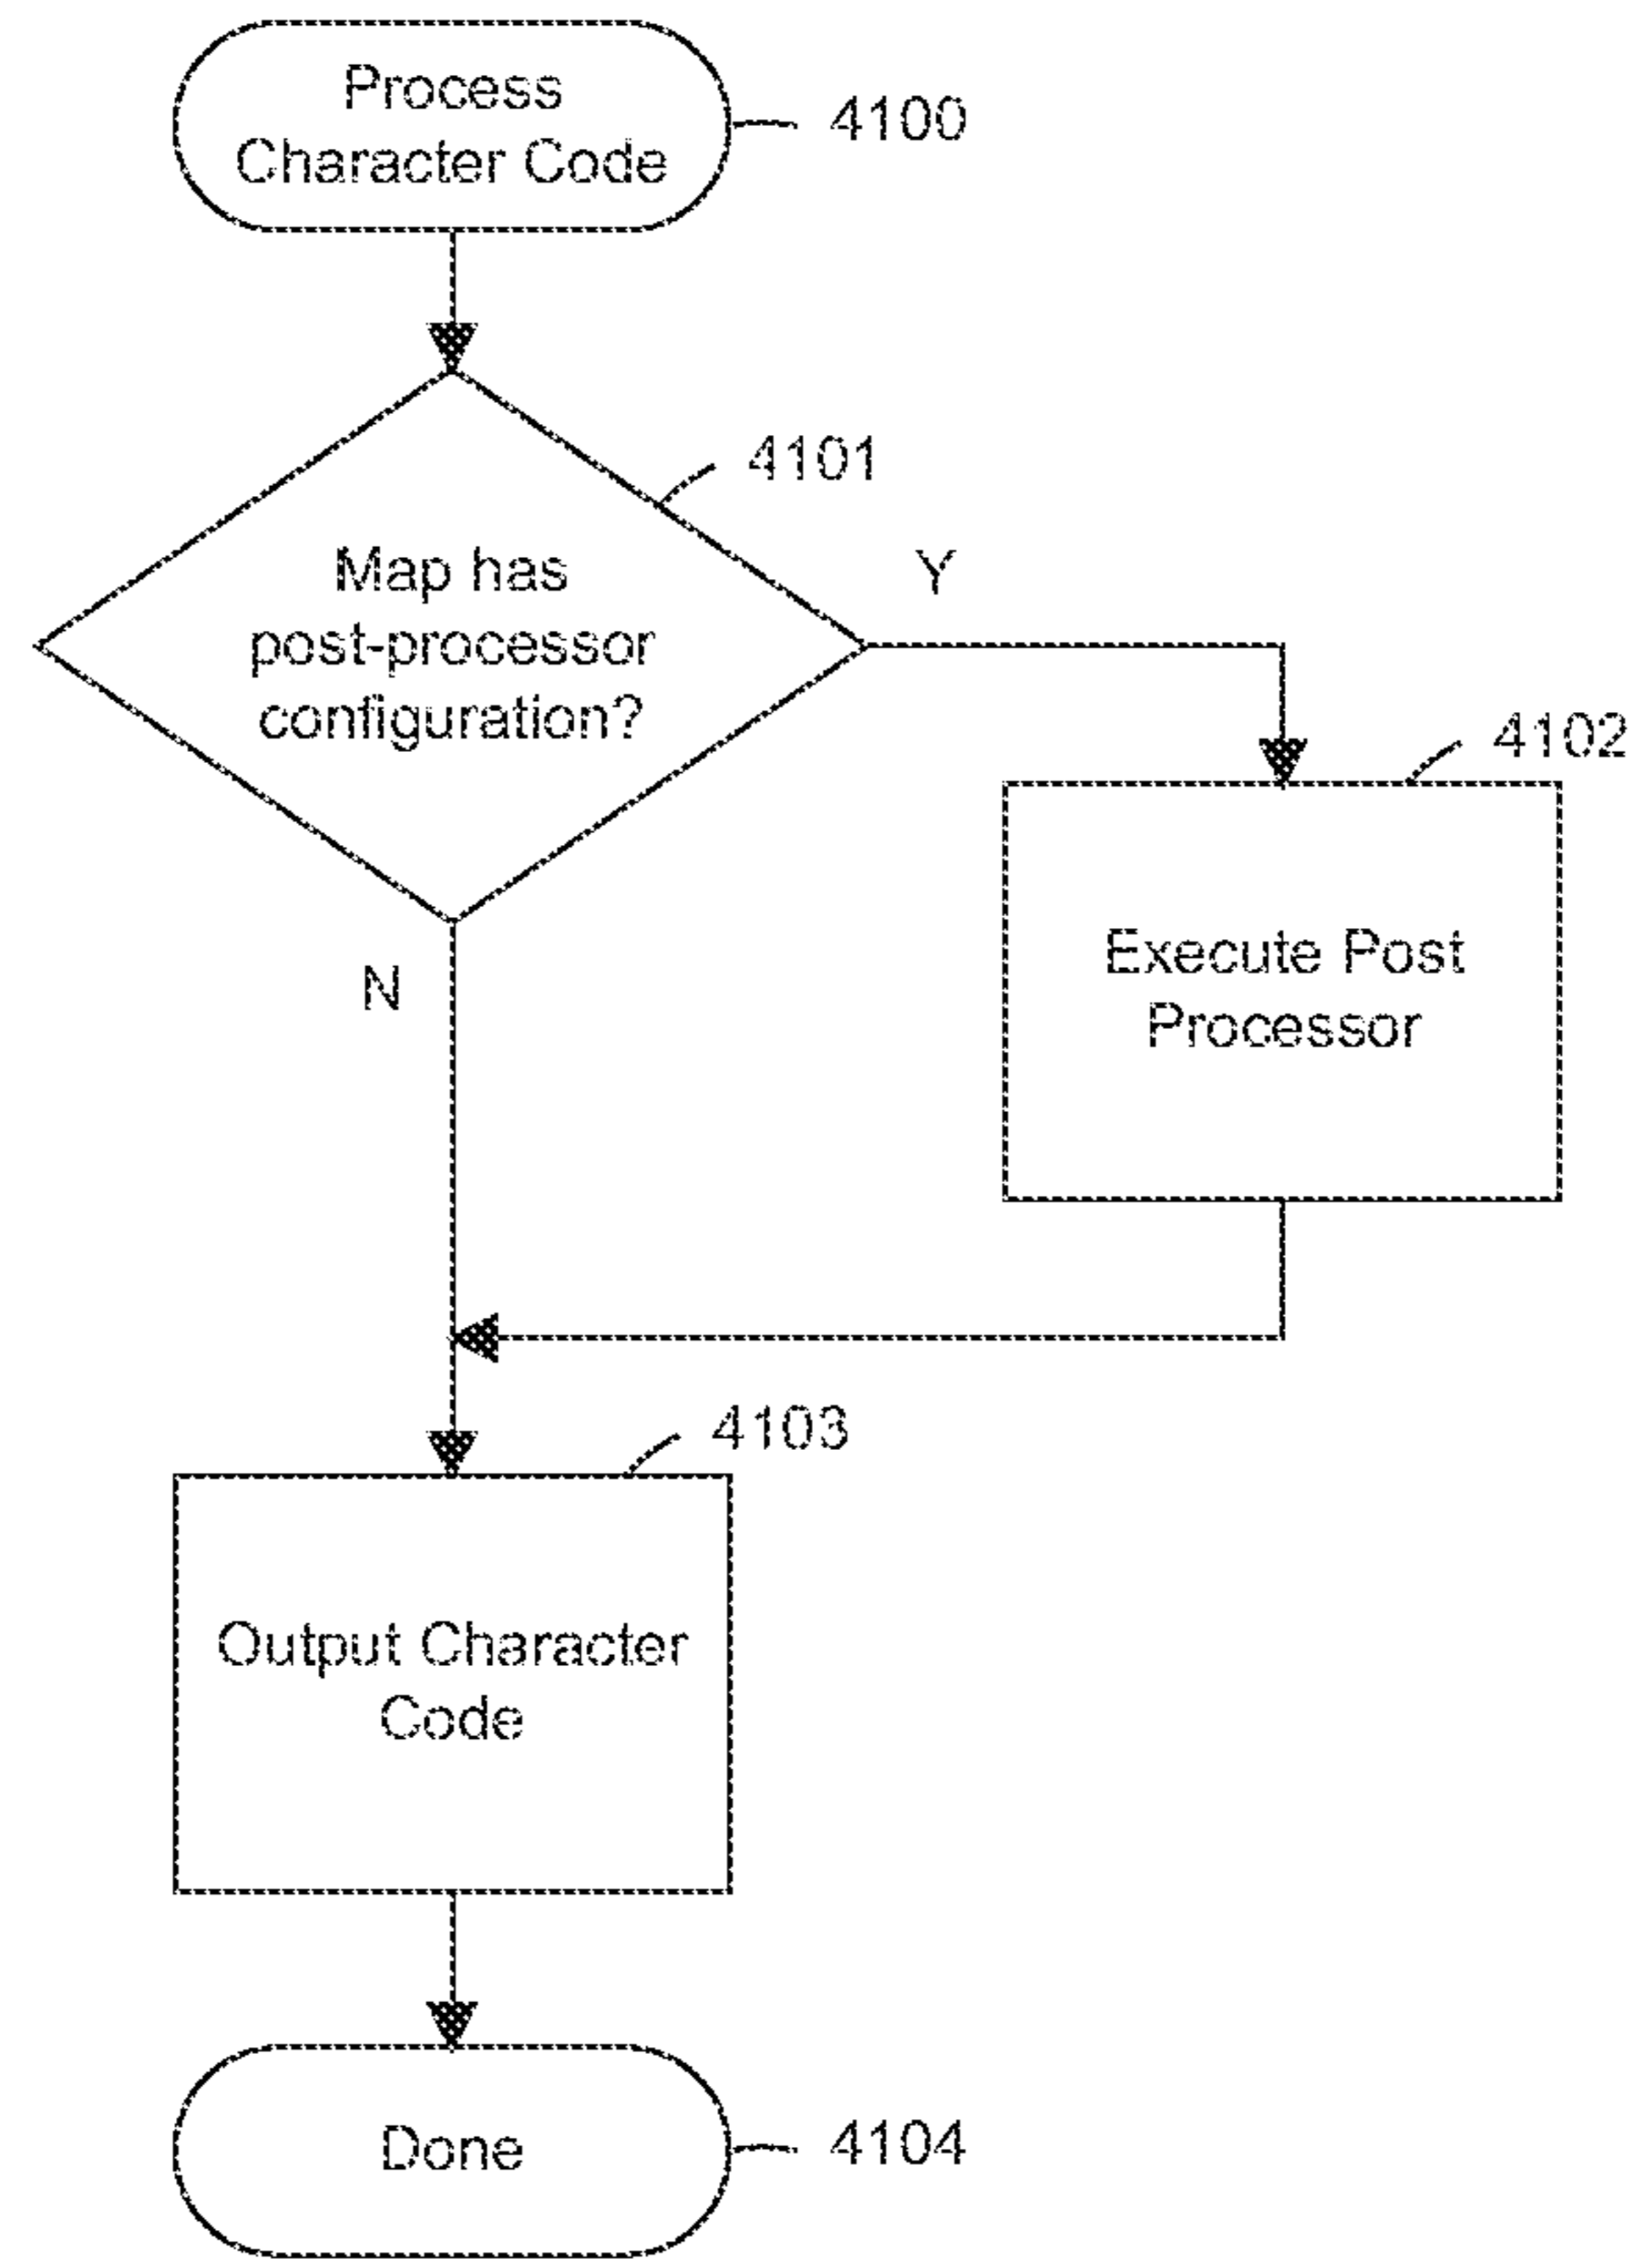 Process
Character Code
4100
4101
Map has
post-processor
configuration?
Y
4102
Execute Post
Processor
N
4103
Output Character
Code
Done
4104